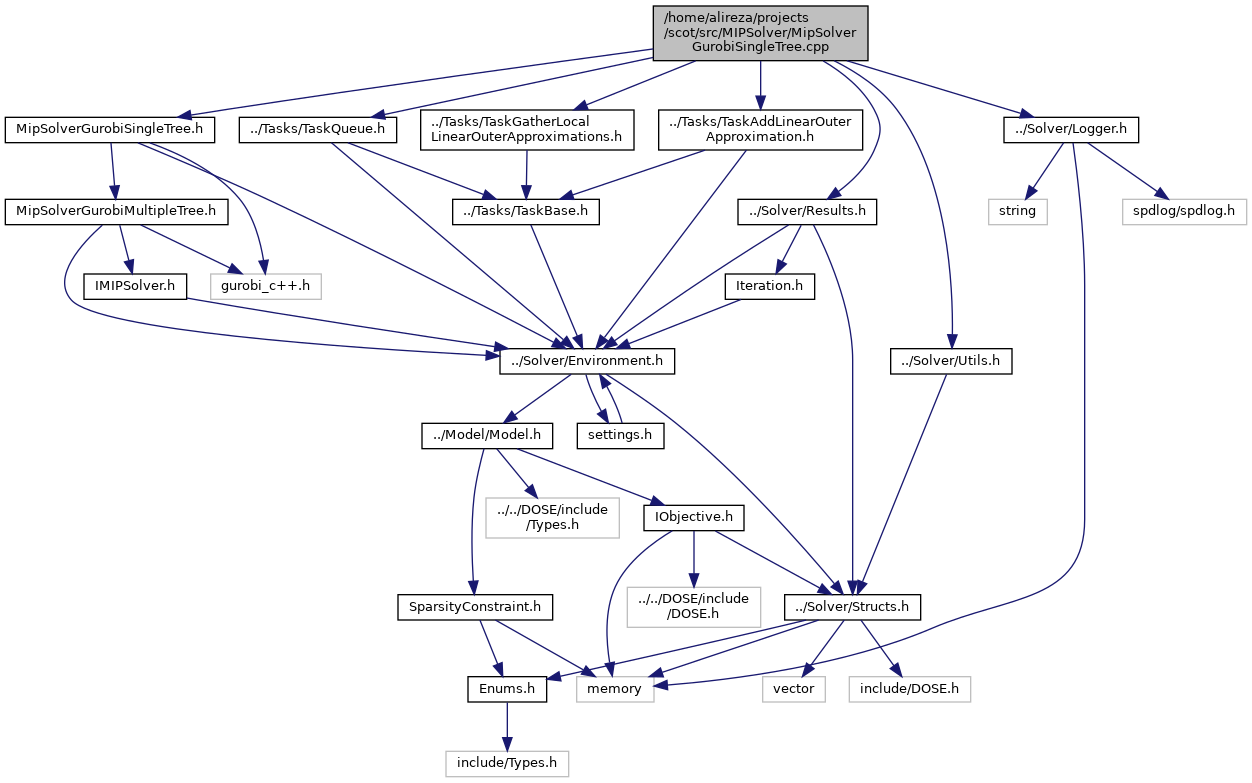 /home/alireza/projects
/scot/src/MIPSolver/MipSolver
GurobiSingleTree.cpp
MipSolverGurobiSingleTree.h
../Tasks/TaskQueue.h
../Tasks/TaskGatherLocal
LinearOuterApproximations.h
../Tasks/TaskAddLinearOuter
Approximation.h
../Solver/Logger.h
MipSolverGurobiMultipleTree.h
../Tasks/TaskBase.h
../Solver/Results.h
string
spdlog/spdlog.h
IMIPSolver.h
gurobi_c++.h
Iteration.h
../Solver/Environment.h
../Solver/Utils.h
../Model/Model.h
settings.h
../../DOSE/include
/Types.h
IObjective.h
SparsityConstraint.h
../../DOSE/include
/DOSE.h
../Solver/Structs.h
Enums.h
memory
vector
include/DOSE.h
include/Types.h